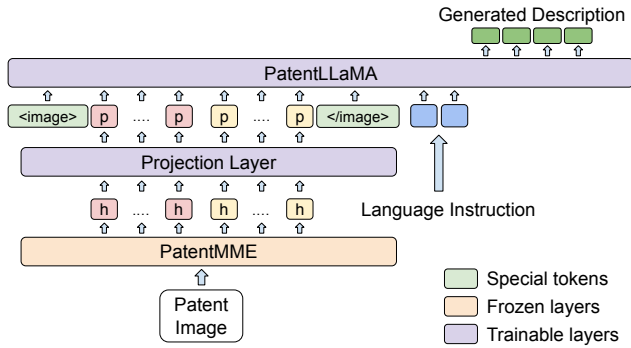 Generated Description
PatentLLaMA
<image> p .... p p .... p </image>
Projection Layer
h .... h h .... h
Language Instruction
PatentMME
Patent
Image
Special tokens
Frozen layers
Trainable layers